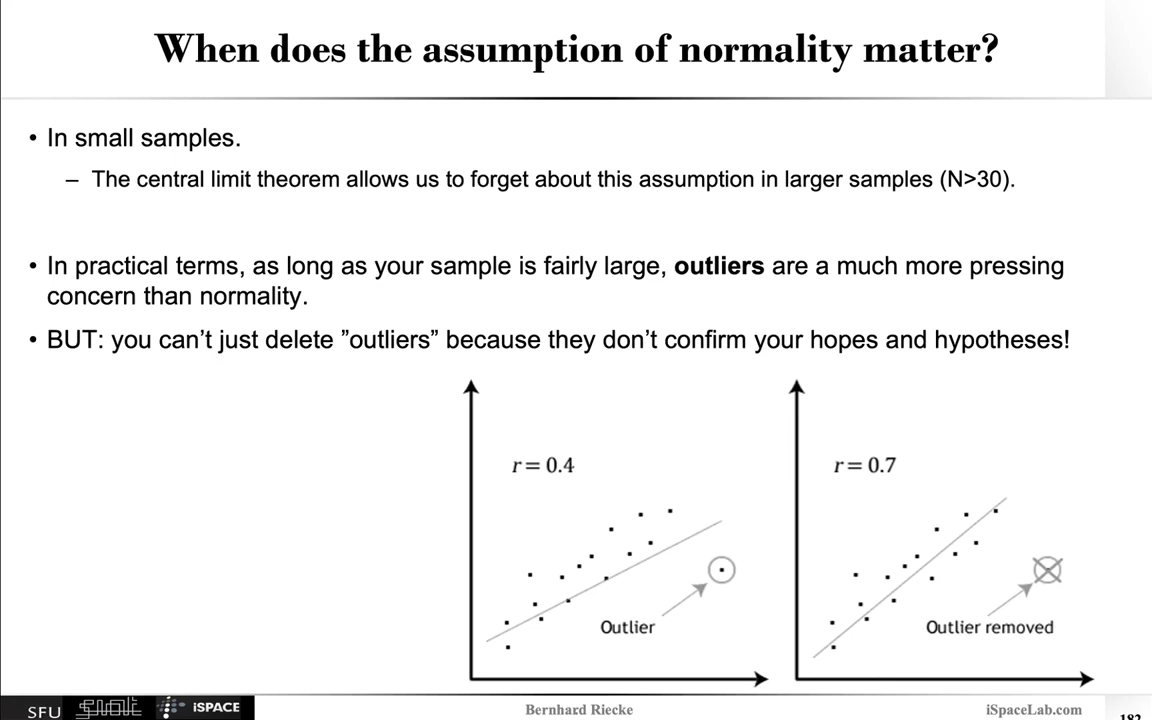 When does the assumption of normality matter?
• In small samples.
– The central limit theorem allows us to forget about this assumption in larger samples (N>30).
• In practical terms, as long as your sample is fairly large, outliers are a much more pressing
concern than normality.
• BUT: you can’t just delete ”outliers” because they don’t confirm your hopes and hypotheses!
r = 0.4
Outlier
r = 0.7
Outlier removed
SFU
iSPACE
Bernhard Riecke
iSpaceLab.com
182